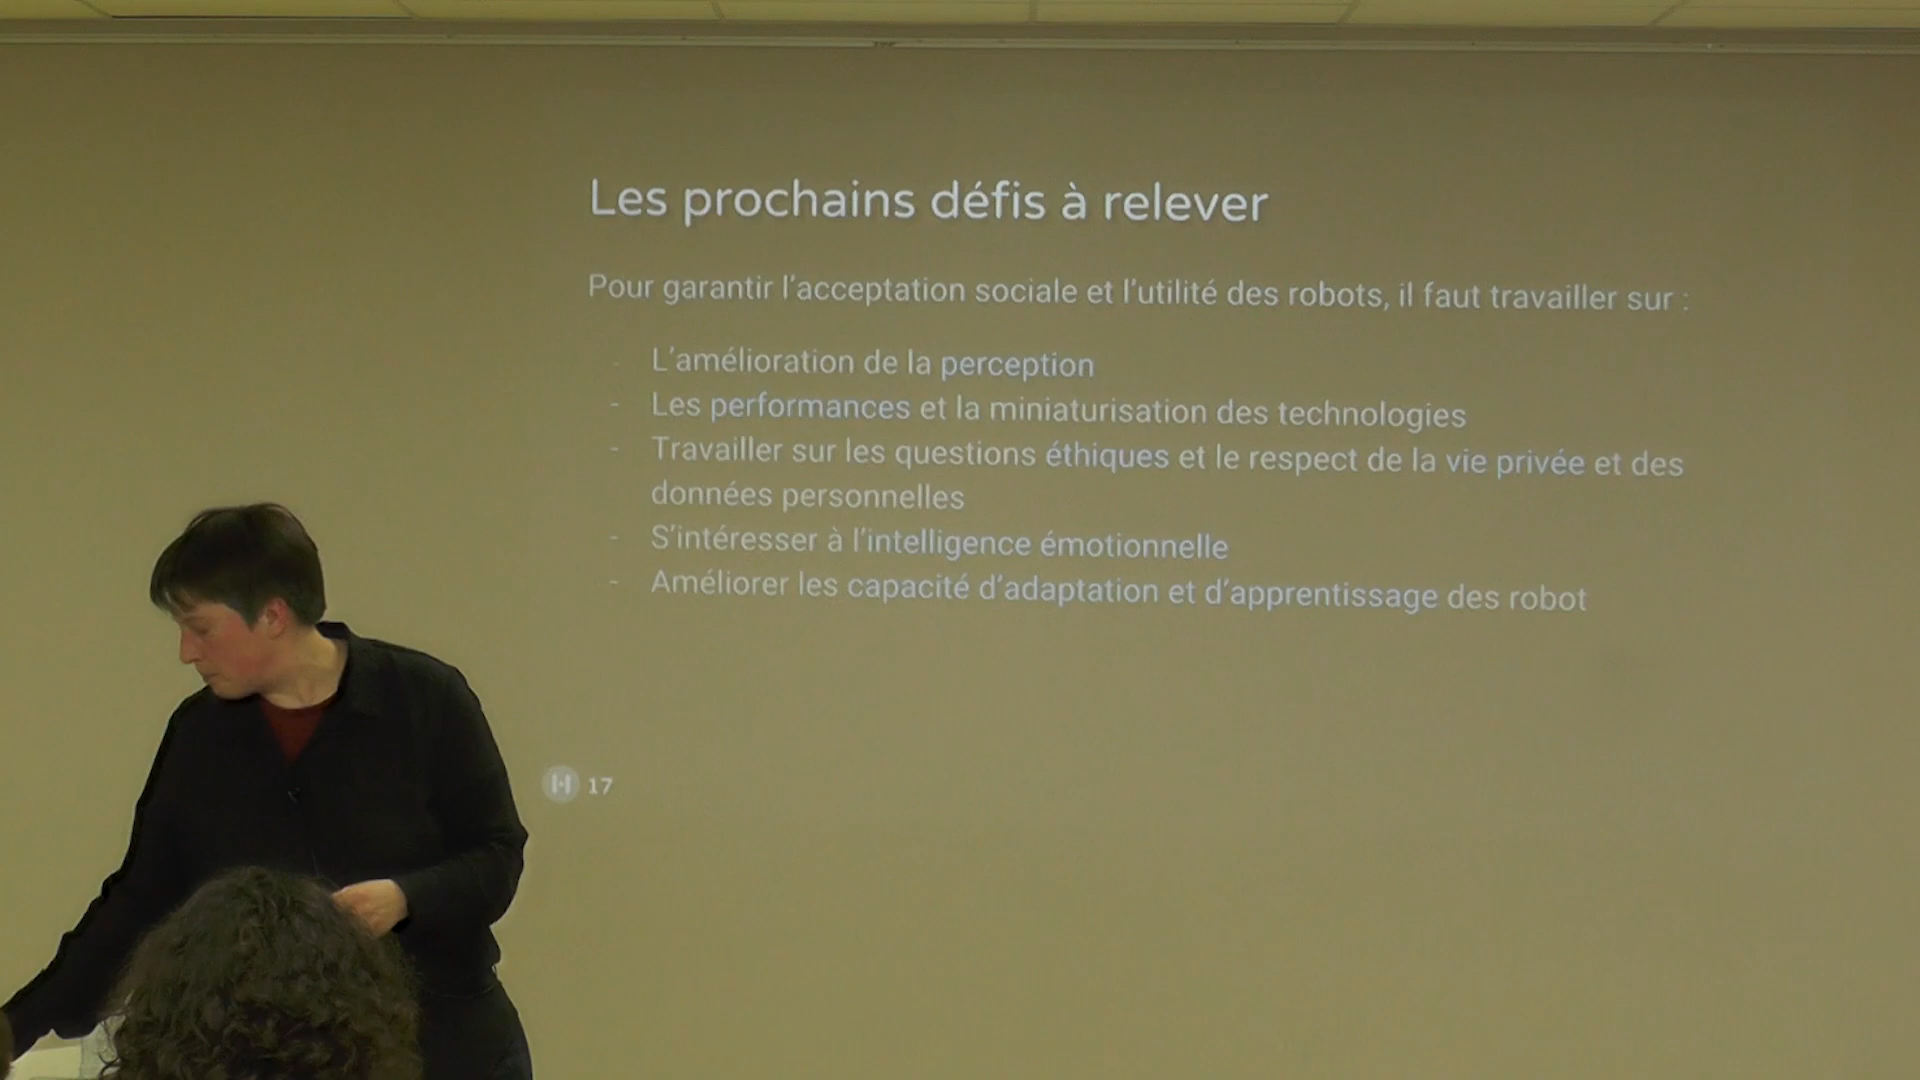 Les prochains défis à relever
Pour garantir l'acceptation sociale et l'utilité des robots, il faut travailler sur :
- L'amélioration de la perception
- Les performances et la miniaturisation des technologies
- Travailler sur les questions éthiques et le respect de la vie privée et des
données personnelles
- S'intéresser à l'intelligence émotionnelle
- Améliorer les capacité d'adaptation et d'apprentissage des robot
17